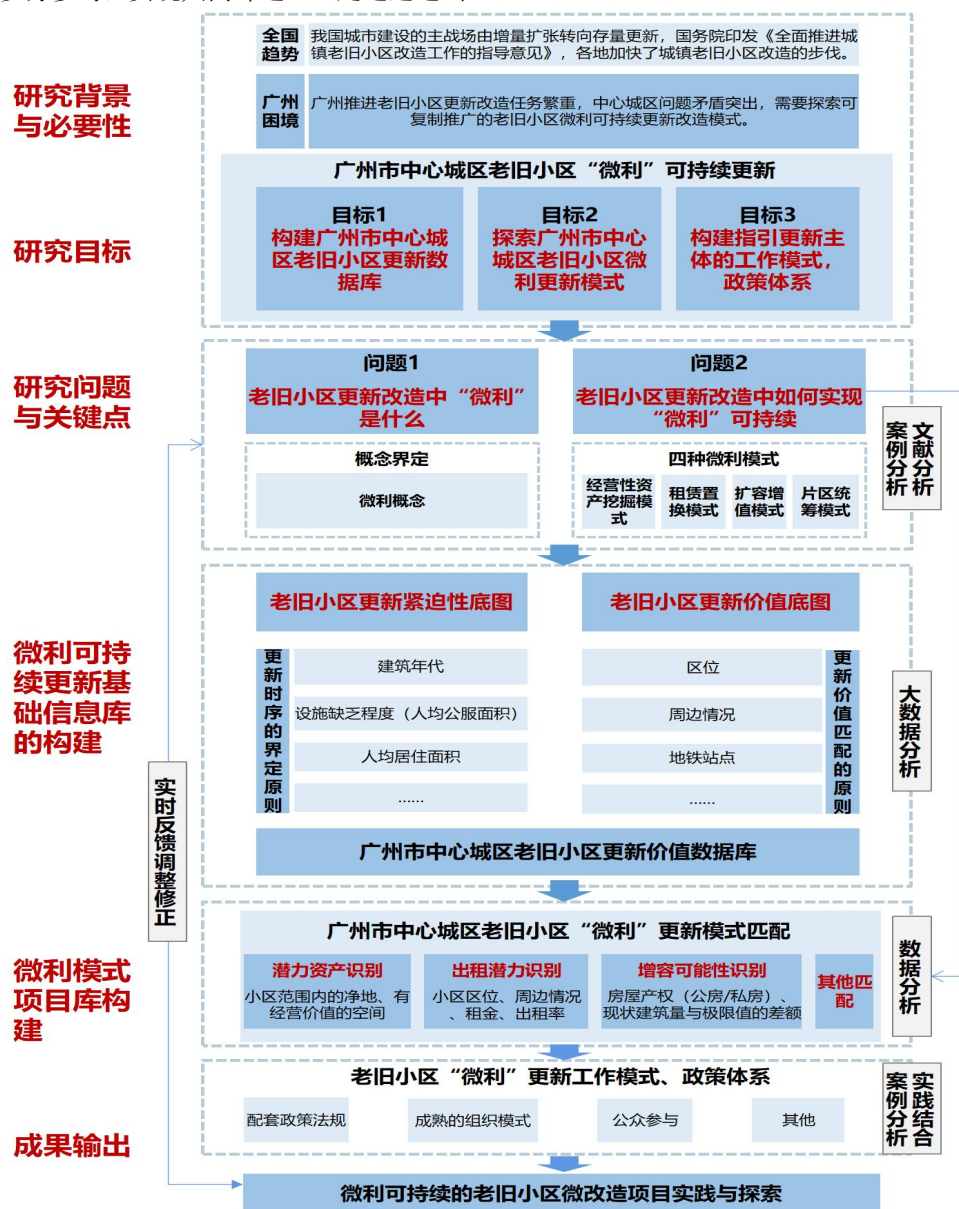 研究背景
与必要性
全国
趋势
我国城市建设的主战场由增量扩张转向存量更新，国务院印发《全面推进城
镇老旧小区改造工作的指导意见》，各地加快了城镇老旧小区改造的步伐。
广州
困境
广州推进老旧小区更新改造任务繁重，中心城区问题矛盾突出，需要探索可
复制推广的老旧小区微利可持续更新改造模式。
研究目标
广州市中心城区老旧小区“微利”可持续更新
目标1
构建广州市中心城
区老旧小区更新数
据库
目标2
探索广州市中心
城区老旧小区微
利更新模式
目标3
构建指引更新主
体的工作模式，
政策体系
研究问题
与关键点
问题1
老旧小区更新改造中“微利”
是什么
概念界定
微利概念
问题2
老旧小区更新改造中如何实现
“微利”可持续
四种微利模式
经营性资
产挖掘模
式
租赁置
换模式
扩容增
值模式
片区统
筹模式
文献分析
案例分析
微利可持
续更新基
础信息库
的构建
老旧小区更新紧迫性底图
更新时序的界定原则
建筑年代
设施缺乏程度（人均公服面积）
人均居住面积
……
老旧小区更新价值底图
区位
周边情况
地铁站点
……
更新价值匹配的原则
广州市中心城区老旧小区更新价值数据库
大数据分析
实时反馈调整修正
微利模式
项目库构
建
广州市中心城区老旧小区“微利”更新模式匹配
潜力资产识别
小区范围内的净地、有
经营价值的空间
出租潜力识别
小区区位、周边情况
、租金、出租率
增容可能性识别
房屋产权（公房/私房）、
现状建筑量与极限值的差额
其他匹
配
数据分析
成果输出
老旧小区“微利”更新工作模式、政策体系
配套政策法规
成熟的组织模式
公众参与
其他
实践结合
案例分析
微利可持续的老旧小区微改造项目实践与探索